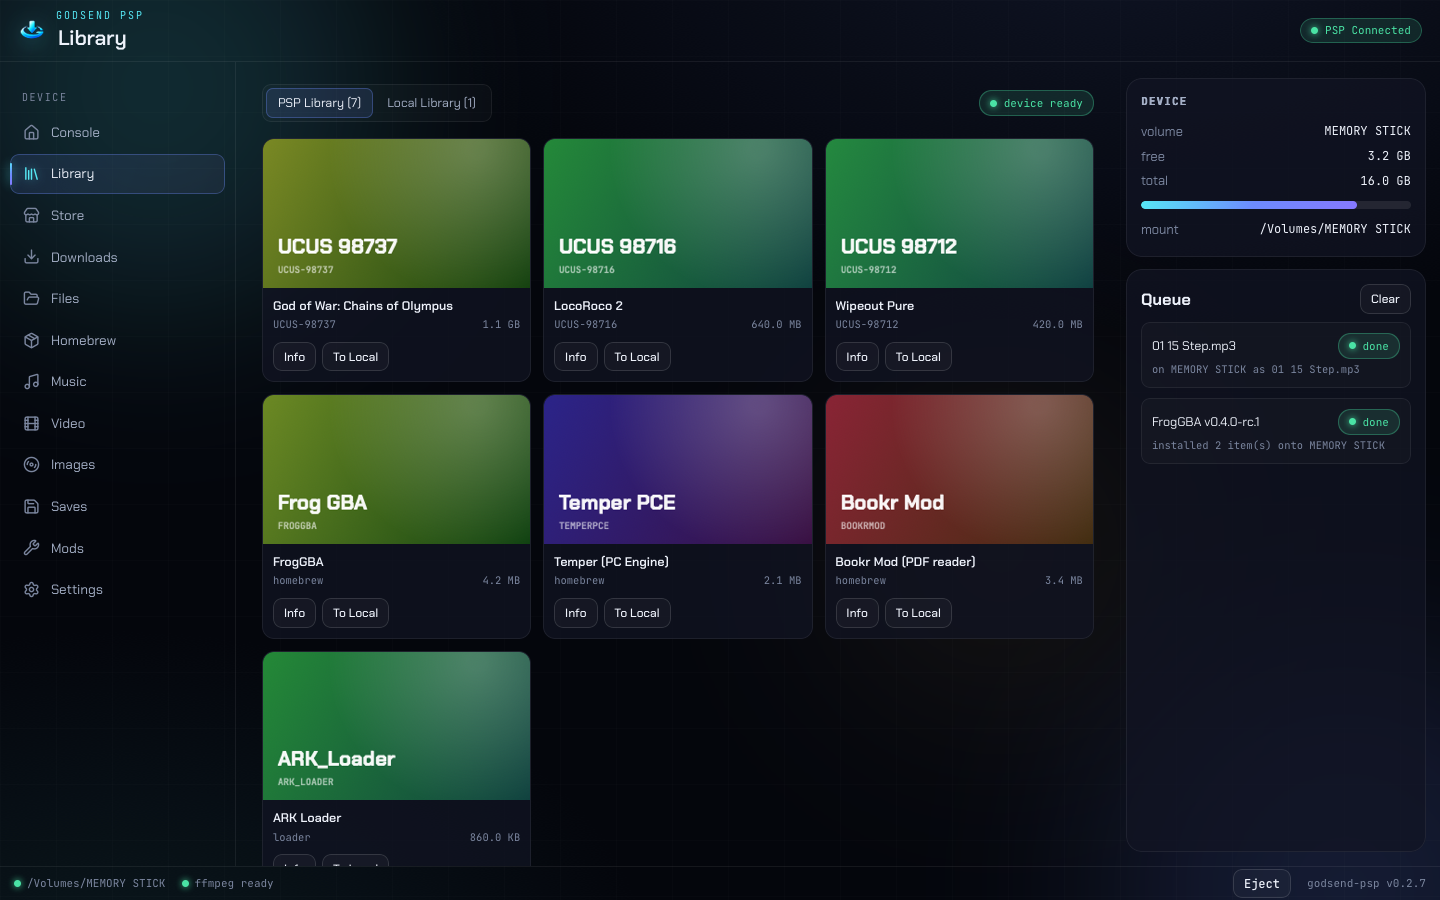 GODSEND PSP
Library
PSP Connected
DEVICE
Console
Library
Store
Downloads
Files
Homebrew
Music
Video
Images
Saves
Mods
Settings
PSP Library (7)
Local Library (1)
device ready
UCUS 98737
UCUS-98737
God of War: Chains of Olympus
UCUS-98737 1.1 GB
Info To Local
UCUS 98716
UCUS-98716
LocoRoco 2
UCUS-98716 640.0 MB
Info To Local
UCUS 98712
UCUS-98712
Wipeout Pure
UCUS-98712 420.0 MB
Info To Local
Frog GBA
FROGGBA
FrogGBA
homebrew 4.2 MB
Info To Local
Temper PCE
TEMPERPCE
Temper (PC Engine)
homebrew 2.1 MB
Info To Local
Bookr Mod
BOOKRMOD
Bookr Mod (PDF reader)
homebrew 3.4 MB
Info To Local
ARK_Loader
ARK_LOADER
ARK Loader
loader 860.0 KB
DEVICE
volume MEMORY STICK
free 3.2 GB
total 16.0 GB
mount /Volumes/MEMORY STICK
Queue
Clear
01 15 Step.mp3 done
on MEMORY STICK as 01 15 Step.mp3
FrogGBA v0.4.0-rc.1 done
installed 2 item(s) onto MEMORY STICK
/Volumes/MEMORY STICK
ffmpeg ready
Eject
godsend-psp v0.2.7